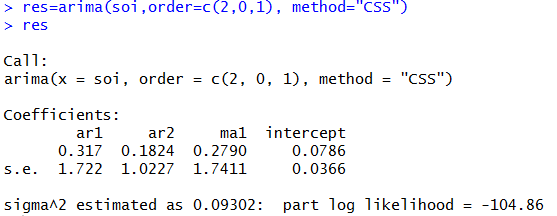 > res=arima(soi,order=c(2,0,1), method="CSS")
> res
Call:
arima(x = soi, order = c(2, 0, 1), method = "CSS")
Coefficients:
ar1 ar2 ma1 intercept
0.317 0.1824 0.2790 0.0786
s.e. 1.722 1.0227 1.7411 0.0366
sigma^2 estimated as 0.09302: part log likelihood = -104.86